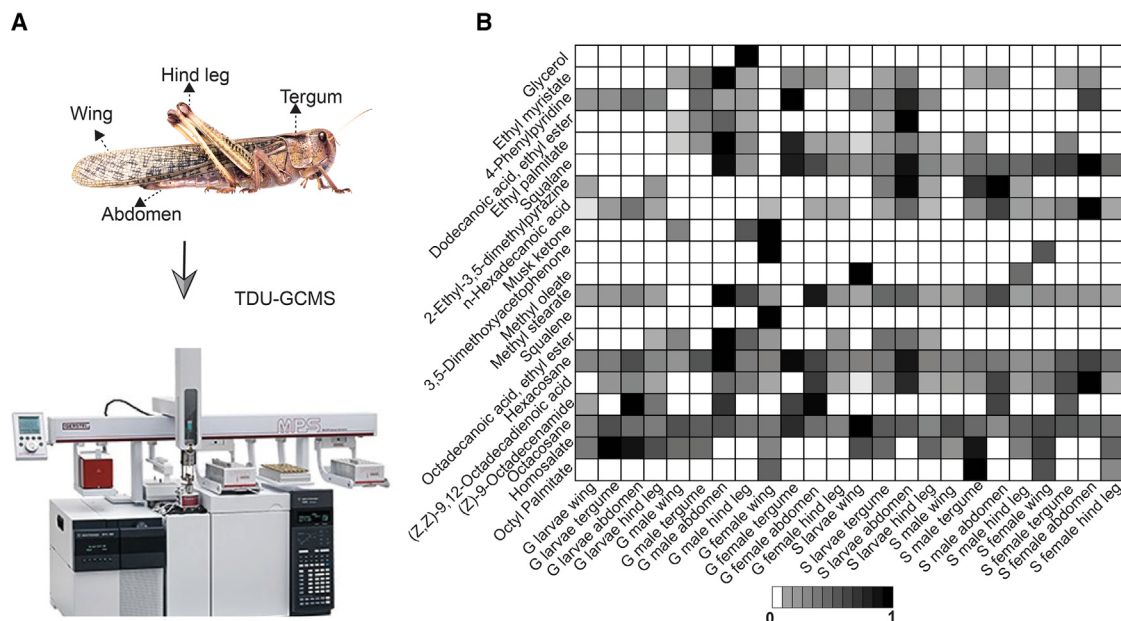 A
B
Hind leg
Wing
Tergum
Abdomen
TDU-GCMS
GERSTEL
MPS
Glycerol
Ethyl myristate
4-Phenylpyridine
Dodecanoic acid, ethyl ester
Ethyl palmitate
Squalane
2-Ethyl-3,5-dimethylpyrazine
n-Hexadecanoic acid
Musk ketone
3,5-Dimethoxyacetophenone
Methyl oleate
Methyl stearate
Squalene
Octadecanoic acid, ethyl ester
Hexacosane
(Z,Z)-9,12-Octadecadienoic acid
(Z)-9-Octadecenamide
Octacosane
Homosalate
Octyl Palmitate
G larvae wing
G larvae tergume
G larvae abdomen
G larvae hind leg
G male wing
G male tergume
G male abdomen
G male hind leg
G female wing
G female tergume
G female abdomen
G female hind leg
S larvae wing
S larvae tergume
S larvae abdomen
S larvae hind leg
S male wing
S male tergume
S male abdomen
S male hind leg
S female wing
S female tergume
S female abdomen
S female hind leg
0
1